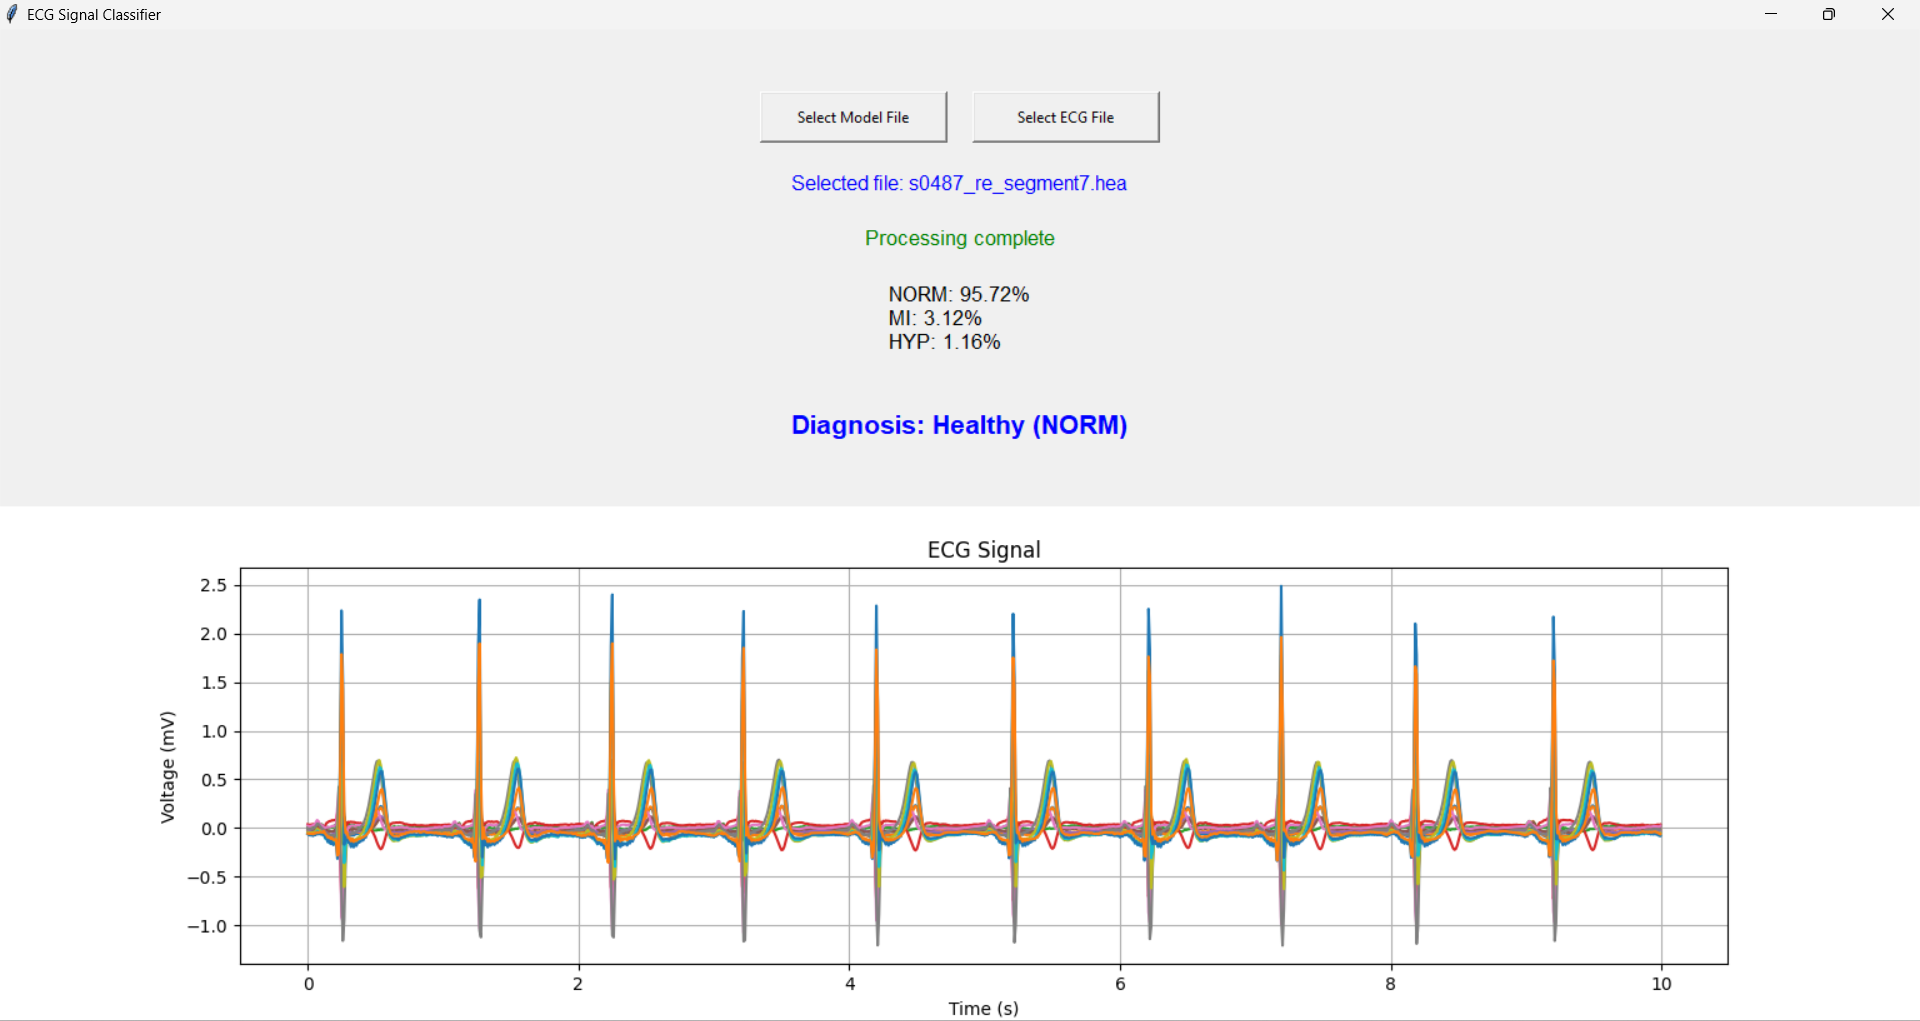 ECG Signal Classifier
Select Model File Select ECG File
Selected file: s0487_re_segment7.hea
Processing complete
NORM: 95.72%
MI: 3.12%
HYP: 1.16%
Diagnosis: Healthy (NORM)
ECG Signal
2.5
2.0
1.5
1.0
0.5
0.0
−0.5
−1.0
Voltage (mV)
0 2 4 6 8 10
Time (s)